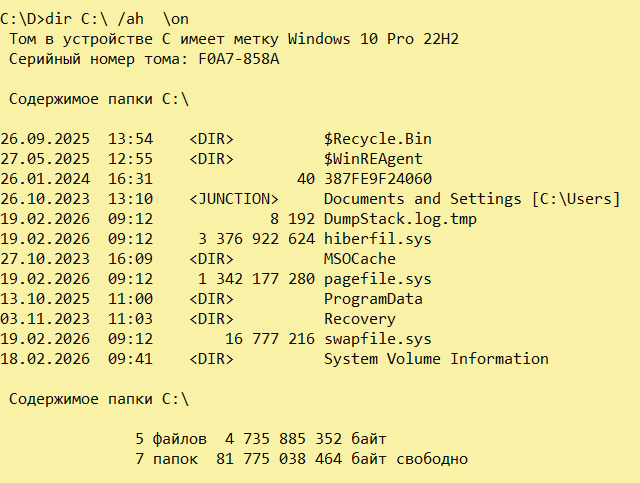 C:\D>dir C:\ /ah  \on
Том в устройстве C имеет метку Windows 10 Pro 22H2
Серийный номер тома: F0A7-858A
Содержимое папки C:\
26.09.2025  13:54    <DIR>          $Recycle.Bin
27.05.2025  12:55    <DIR>          $WinREAgent
26.01.2024  16:31                40 387FE9F24060
26.10.2023  13:10    <JUNCTION>     Documents and Settings [C:\Users]
19.02.2026  09:12             8 192 DumpStack.log.tmp
19.02.2026  09:12     3 376 922 624 hiberfil.sys
27.10.2023  16:09    <DIR>          MSOCache
19.02.2026  09:12     1 342 177 280 pagefile.sys
13.10.2025  11:00    <DIR>          ProgramData
03.11.2023  11:03    <DIR>          Recovery
19.02.2026  09:12        16 777 216 swapfile.sys
18.02.2026  09:41    <DIR>          System Volume Information
Содержимое папки C:\
5 файлов  4 735 885 352 байт
7 папок  81 775 038 464 байт свободно